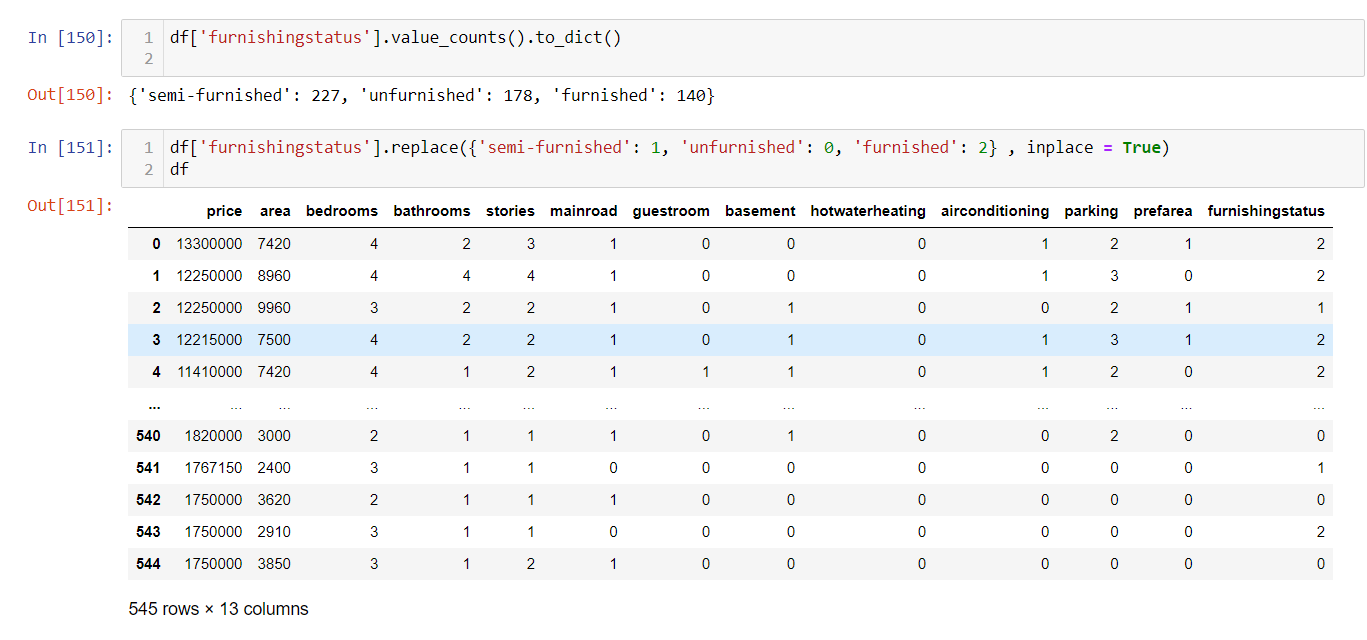 In [150]: 1 df['furnishingstatus'].value_counts().to_dict()
2
Out[150]: {'semi-furnished': 227, 'unfurnished': 178, 'furnished': 140}
In [151]: 1 df['furnishingstatus'].replace({'semi-furnished': 1, 'unfurnished': 0, 'furnished': 2} , inplace = True)
2 df
Out[151]:
price area bedrooms bathrooms stories mainroad guestroom basement hotwaterheating airconditioning parking prefarea furnishingstatus
0 13300000 7420 4 2 3 1 0 0 0 1 2 1 2
1 12250000 8960 4 4 4 1 0 0 0 1 3 0 2
2 12250000 9960 3 2 2 1 0 1 0 0 2 1 1
3 12215000 7500 4 2 2 1 0 1 0 1 3 1 2
4 11410000 7420 4 1 2 1 1 1 0 1 2 0 2
... ... ... ... ... ... ... ... ... ... ... ... ... ...
540 1820000 3000 2 1 1 1 0 1 0 0 2 0 0
541 1767150 2400 3 1 1 0 0 0 0 0 0 0 1
542 1750000 3620 2 1 1 1 0 0 0 0 0 0 0
543 1750000 2910 3 1 1 0 0 0 0 0 0 0 2
544 1750000 3850 3 1 2 1 0 0 0 0 0 0 0
545 rows × 13 columns